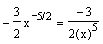 -3/2 x^{-5/2} = -3/2(x)^5